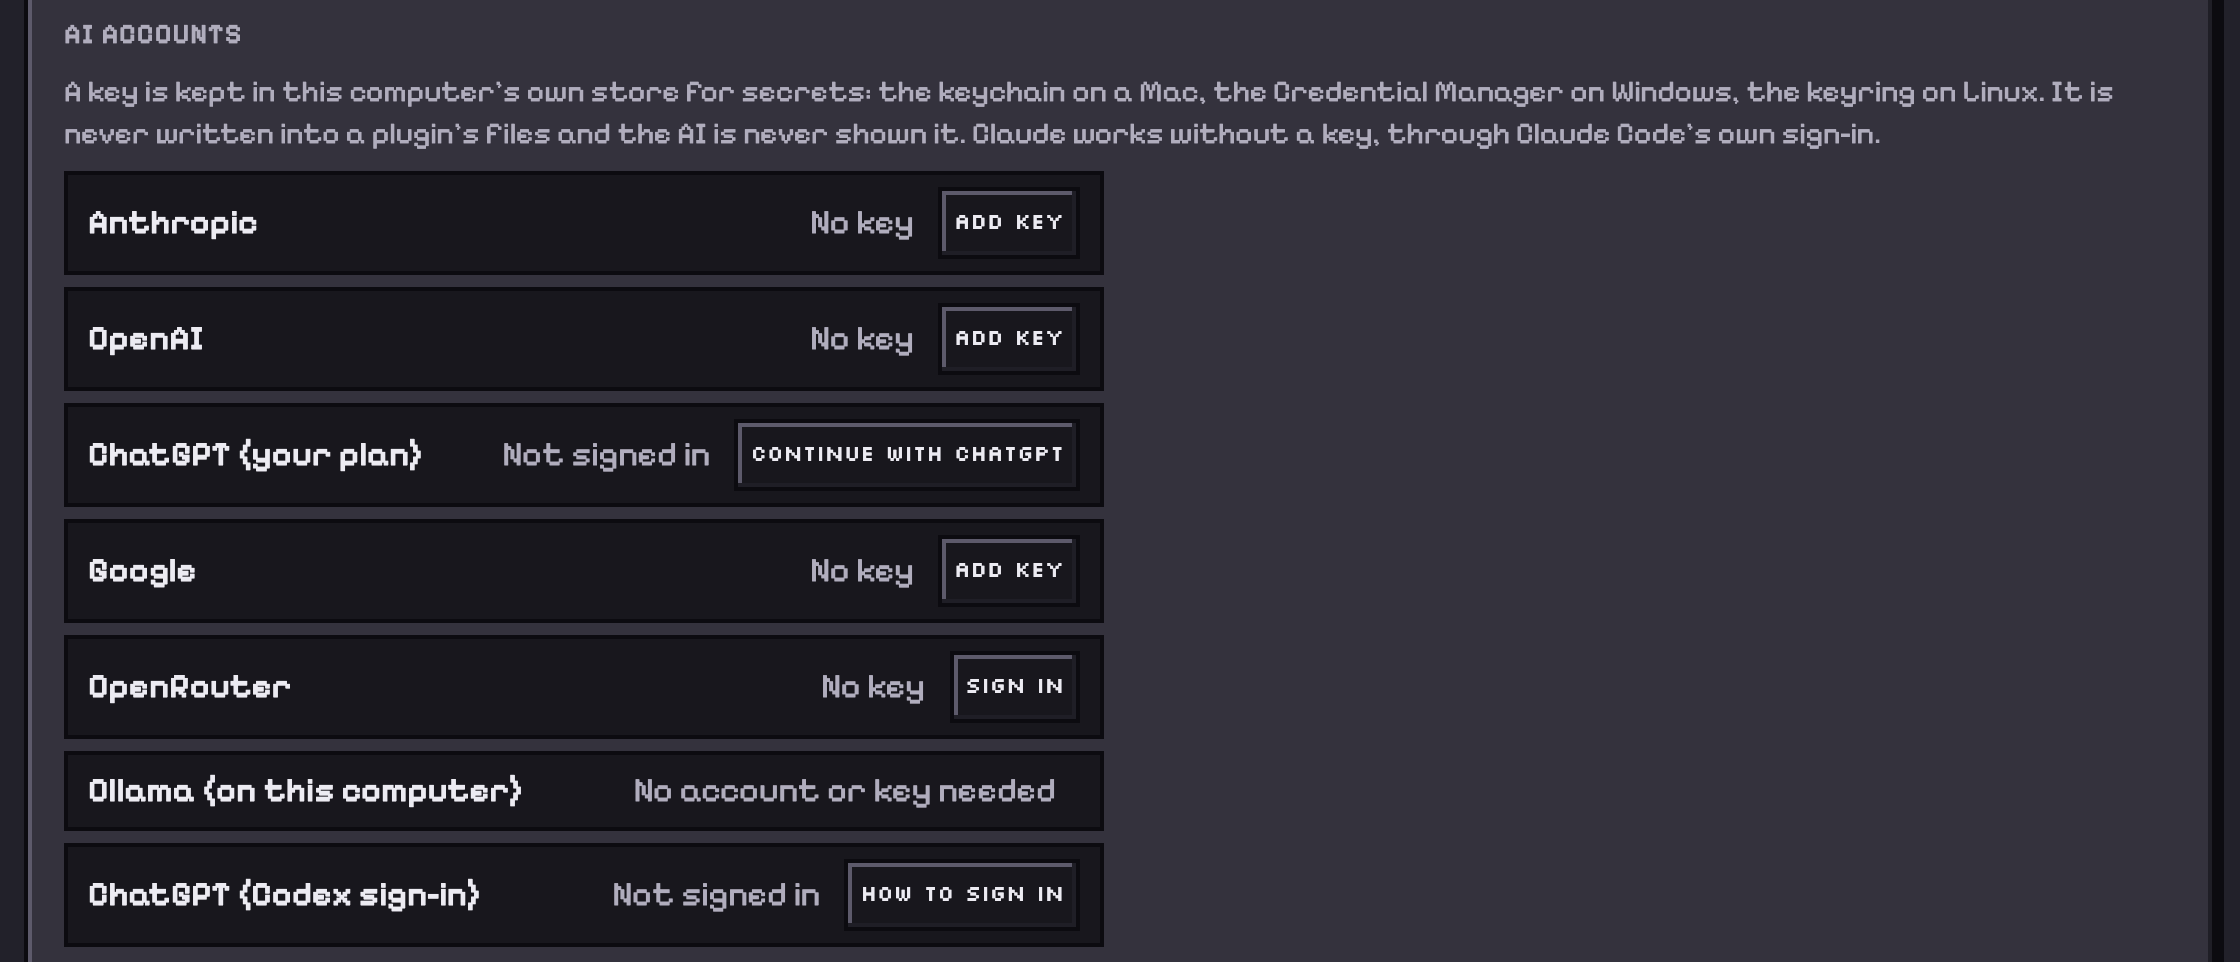 AI ACCOUNTS
A key is kept in this computer's own store for secrets: the keychain on a Mac, the Credential Manager on Windows, the keyring on Linux. It is
never written into a plugin's files and the AI is never shown it. Claude works without a key, through Claude Code's own sign-in.
Anthropic No key ADD KEY
OpenAI No key ADD KEY
ChatGPT (your plan) Not signed in CONTINUE WITH CHATGPT
Google No key ADD KEY
OpenRouter No key SIGN IN
Ollama (on this computer) No account or key needed
ChatGPT (Codex sign-in) Not signed in HOW TO SIGN IN